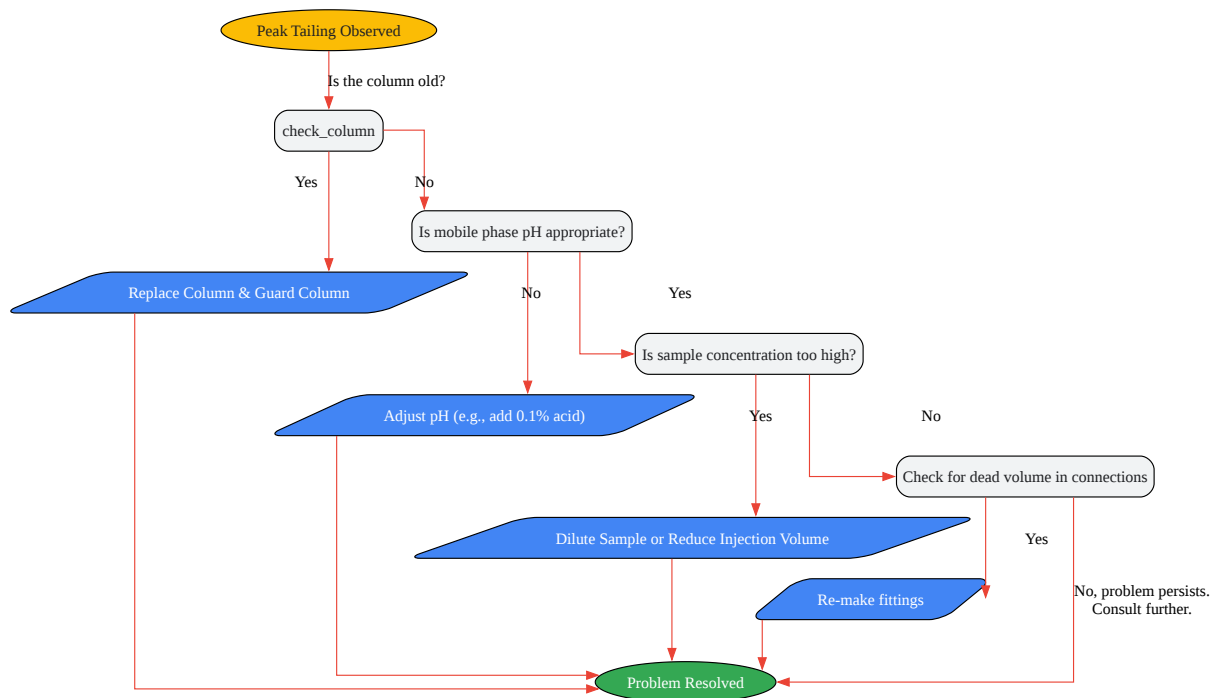 Peak Tailing Observed
Is the column old?
check_column
Yes
No
Is mobile phase pH appropriate?
Replace Column & Guard Column
No
Yes
Is sample concentration too high?
Adjust pH (e.g., add 0.1% acid)
Yes
No
Check for dead volume in connections
Dilute Sample or Reduce Injection Volume
Yes
Re-make fittings
No, problem persists.
Consult further.
Problem Resolved